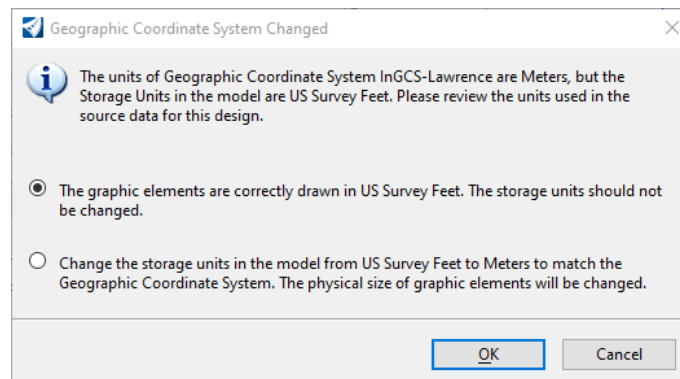 Geographic Coordinate System Changed
The units of Geographic Coordinate System InGCS-Lawrence are Meters, but the
Storage Units in the model are US Survey Feet. Please review the units used in the
source data for this design.
The graphic elements are correctly drawn in US Survey Feet. The storage units should not
be changed.
Change the storage units in the model from US Survey Feet to Meters to match the
Geographic Coordinate System. The physical size of graphic elements will be changed.
OK
Cancel